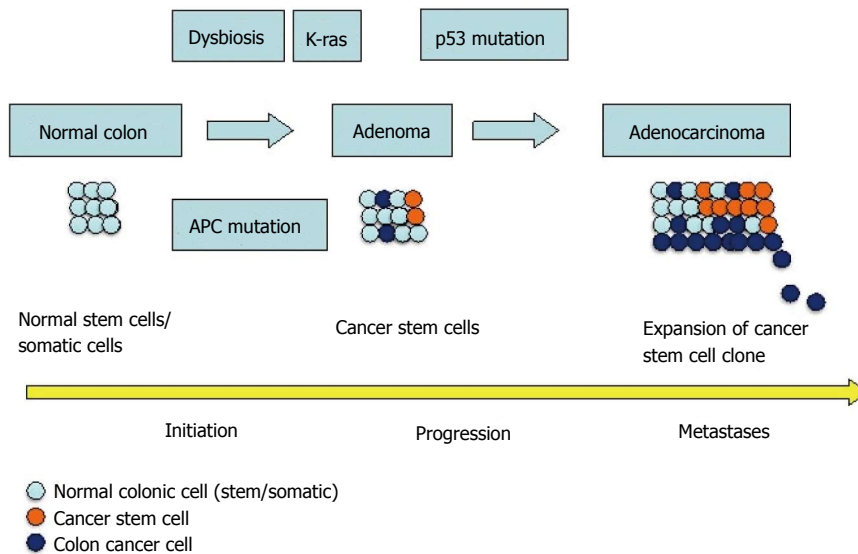 Dysbiosis
K-ras
p53 mutation
Normal colon
Adenoma
Adenocarcinoma
APC mutation
Normal stem cells/
somatic cells
Cancer stem cells
Expansion of cancer
stem cell clone
Initiation
Progression
Metastases
Normal colonic cell (stem/somatic)
Cancer stem cell
Colon cancer cell